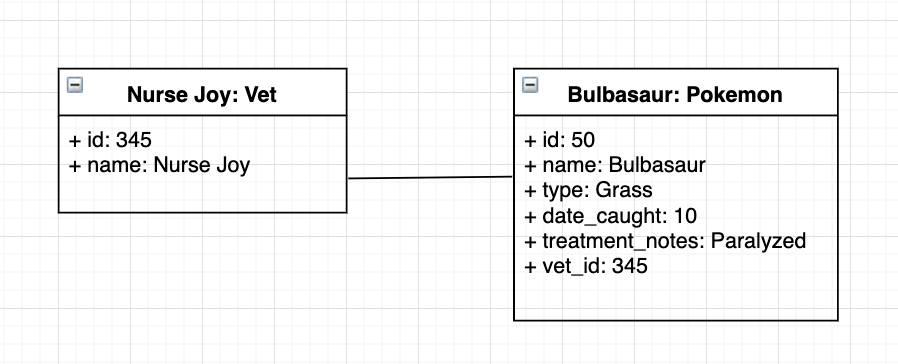 Nurse Joy: Vet
+ id: 345
+ name: Nurse Joy
Bulbasaur: Pokemon
+ id: 50
+ name: Bulbasaur
+ type: Grass
+ date_caught: 10
+ treatment_notes: Paralyzed
+ vet_id: 345